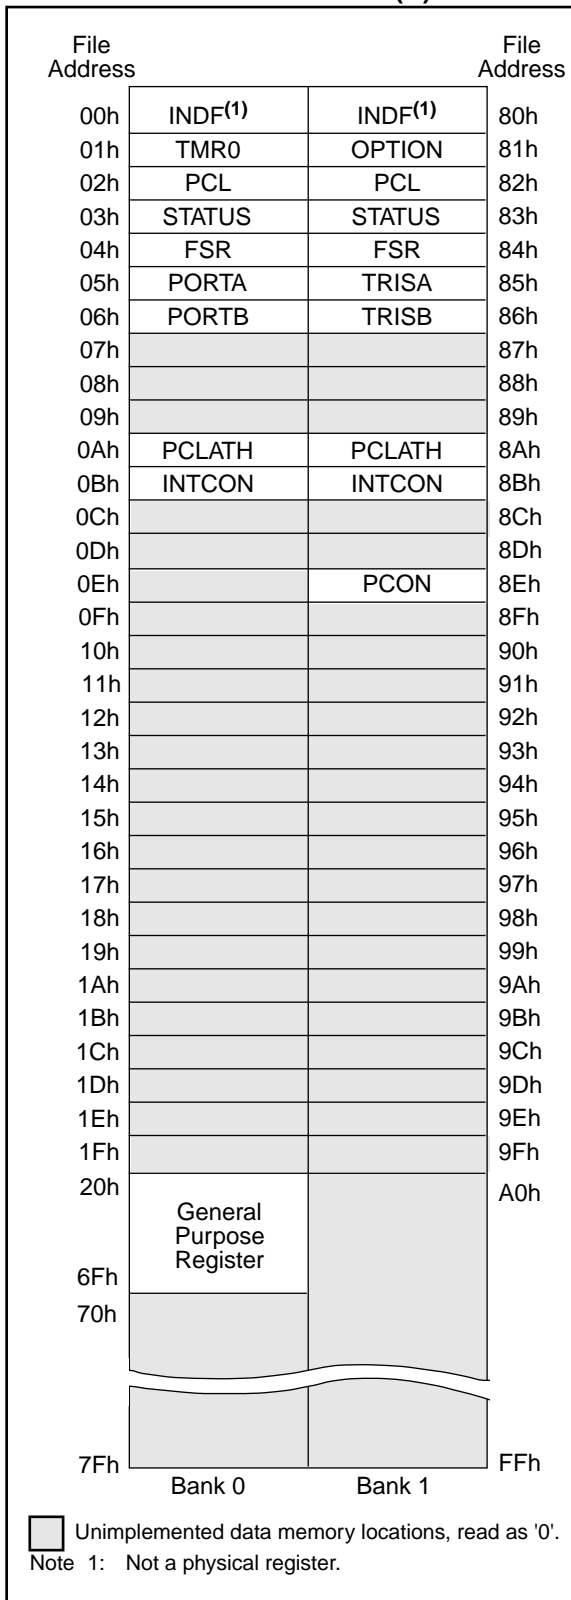 File Address File Address
00h INDF(1) INDF(1) 80h
01h TMR0 OPTION 81h
02h PCL PCL 82h
03h STATUS STATUS 83h
04h FSR FSR 84h
05h PORTA TRISA 85h
06h PORTB TRISB 86h
07h 87h
08h 88h
09h 89h
0Ah PCLATH PCLATH 8Ah
0Bh INTCON INTCON 8Bh
0Ch 8Ch
0Dh 8Dh
0Eh PCON 8Eh
0Fh 8Fh
10h 90h
11h 91h
12h 92h
13h 93h
14h 94h
15h 95h
16h 96h
17h 97h
18h 98h
19h 99h
1Ah 9Ah
1Bh 9Bh
1Ch 9Ch
1Dh 9Dh
1Eh 9Eh
1Fh 9Fh
20h A0h
General
Purpose
Register
6Fh
70h
7Fh FFh
Bank 0 Bank 1
Unimplemented data memory locations, read as '0'.
Note 1: Not a physical register.